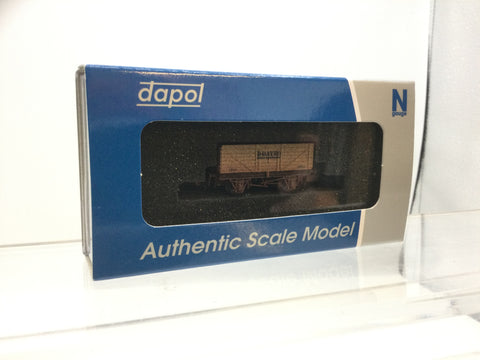 dapol
N
gauge
Authentic Scale Model